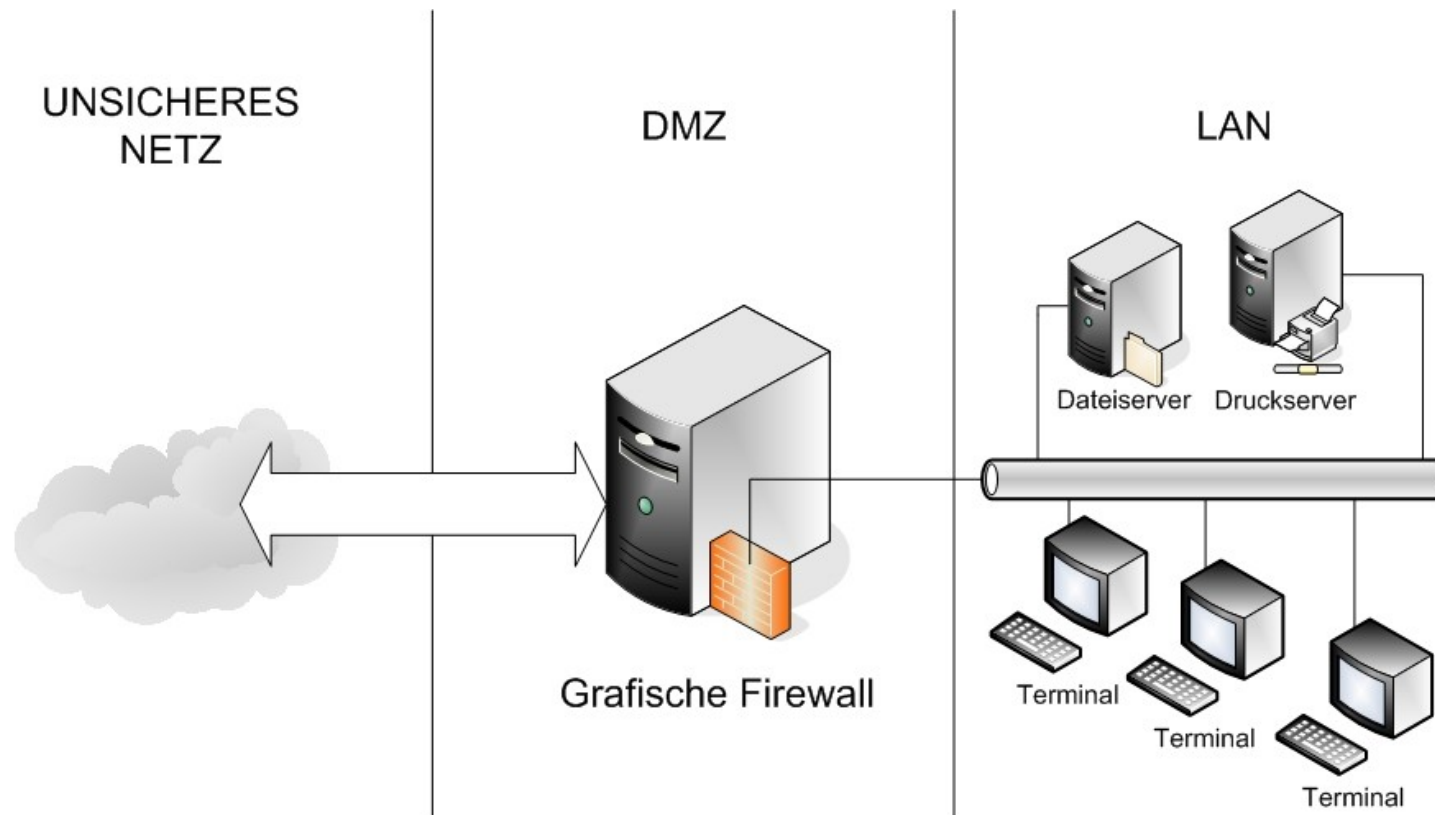 UNSICHERES
NETZ
DMZ
LAN
Dateiserver
Druckserver
Grafische Firewall
Terminal
Terminal
Terminal